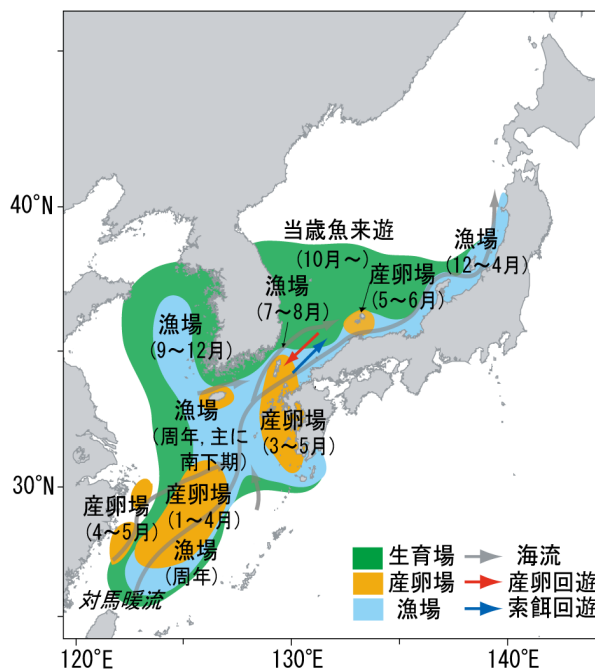 40°N
30°N
120°E
130°E
140°E
当歳魚来遊
(10月～)
漁場
(12～4月)
産卵場
(5～6月)
漁場
(7～8月)
漁場
(9～12月)
漁場
(周年,主に
南下期)
産卵場
(3～5月)
産卵場
(1～4月)
産卵場
(4～5月)
漁場
(周年)
対馬暖流
生育場
産卵場
漁場
海流
産卵回遊
索餌回遊